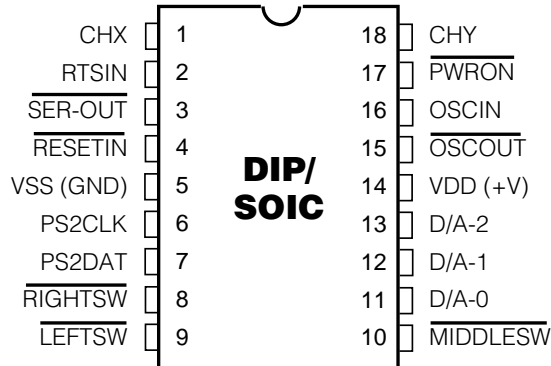 CHX 1 18 CHY
RTSIN 2 17 PWRON
SER-OUT 3 16 OSCIN
RESETIN 4 15 OSCOUT
VSS (GND) 5 14 VDD (+V)
PS2CLK 6 13 D/A-2
PS2DAT 7 12 D/A-1
RIGHTSW 8 11 D/A-0
LEFTSW 9 10 MIDDLESW
DIP/
SOIC